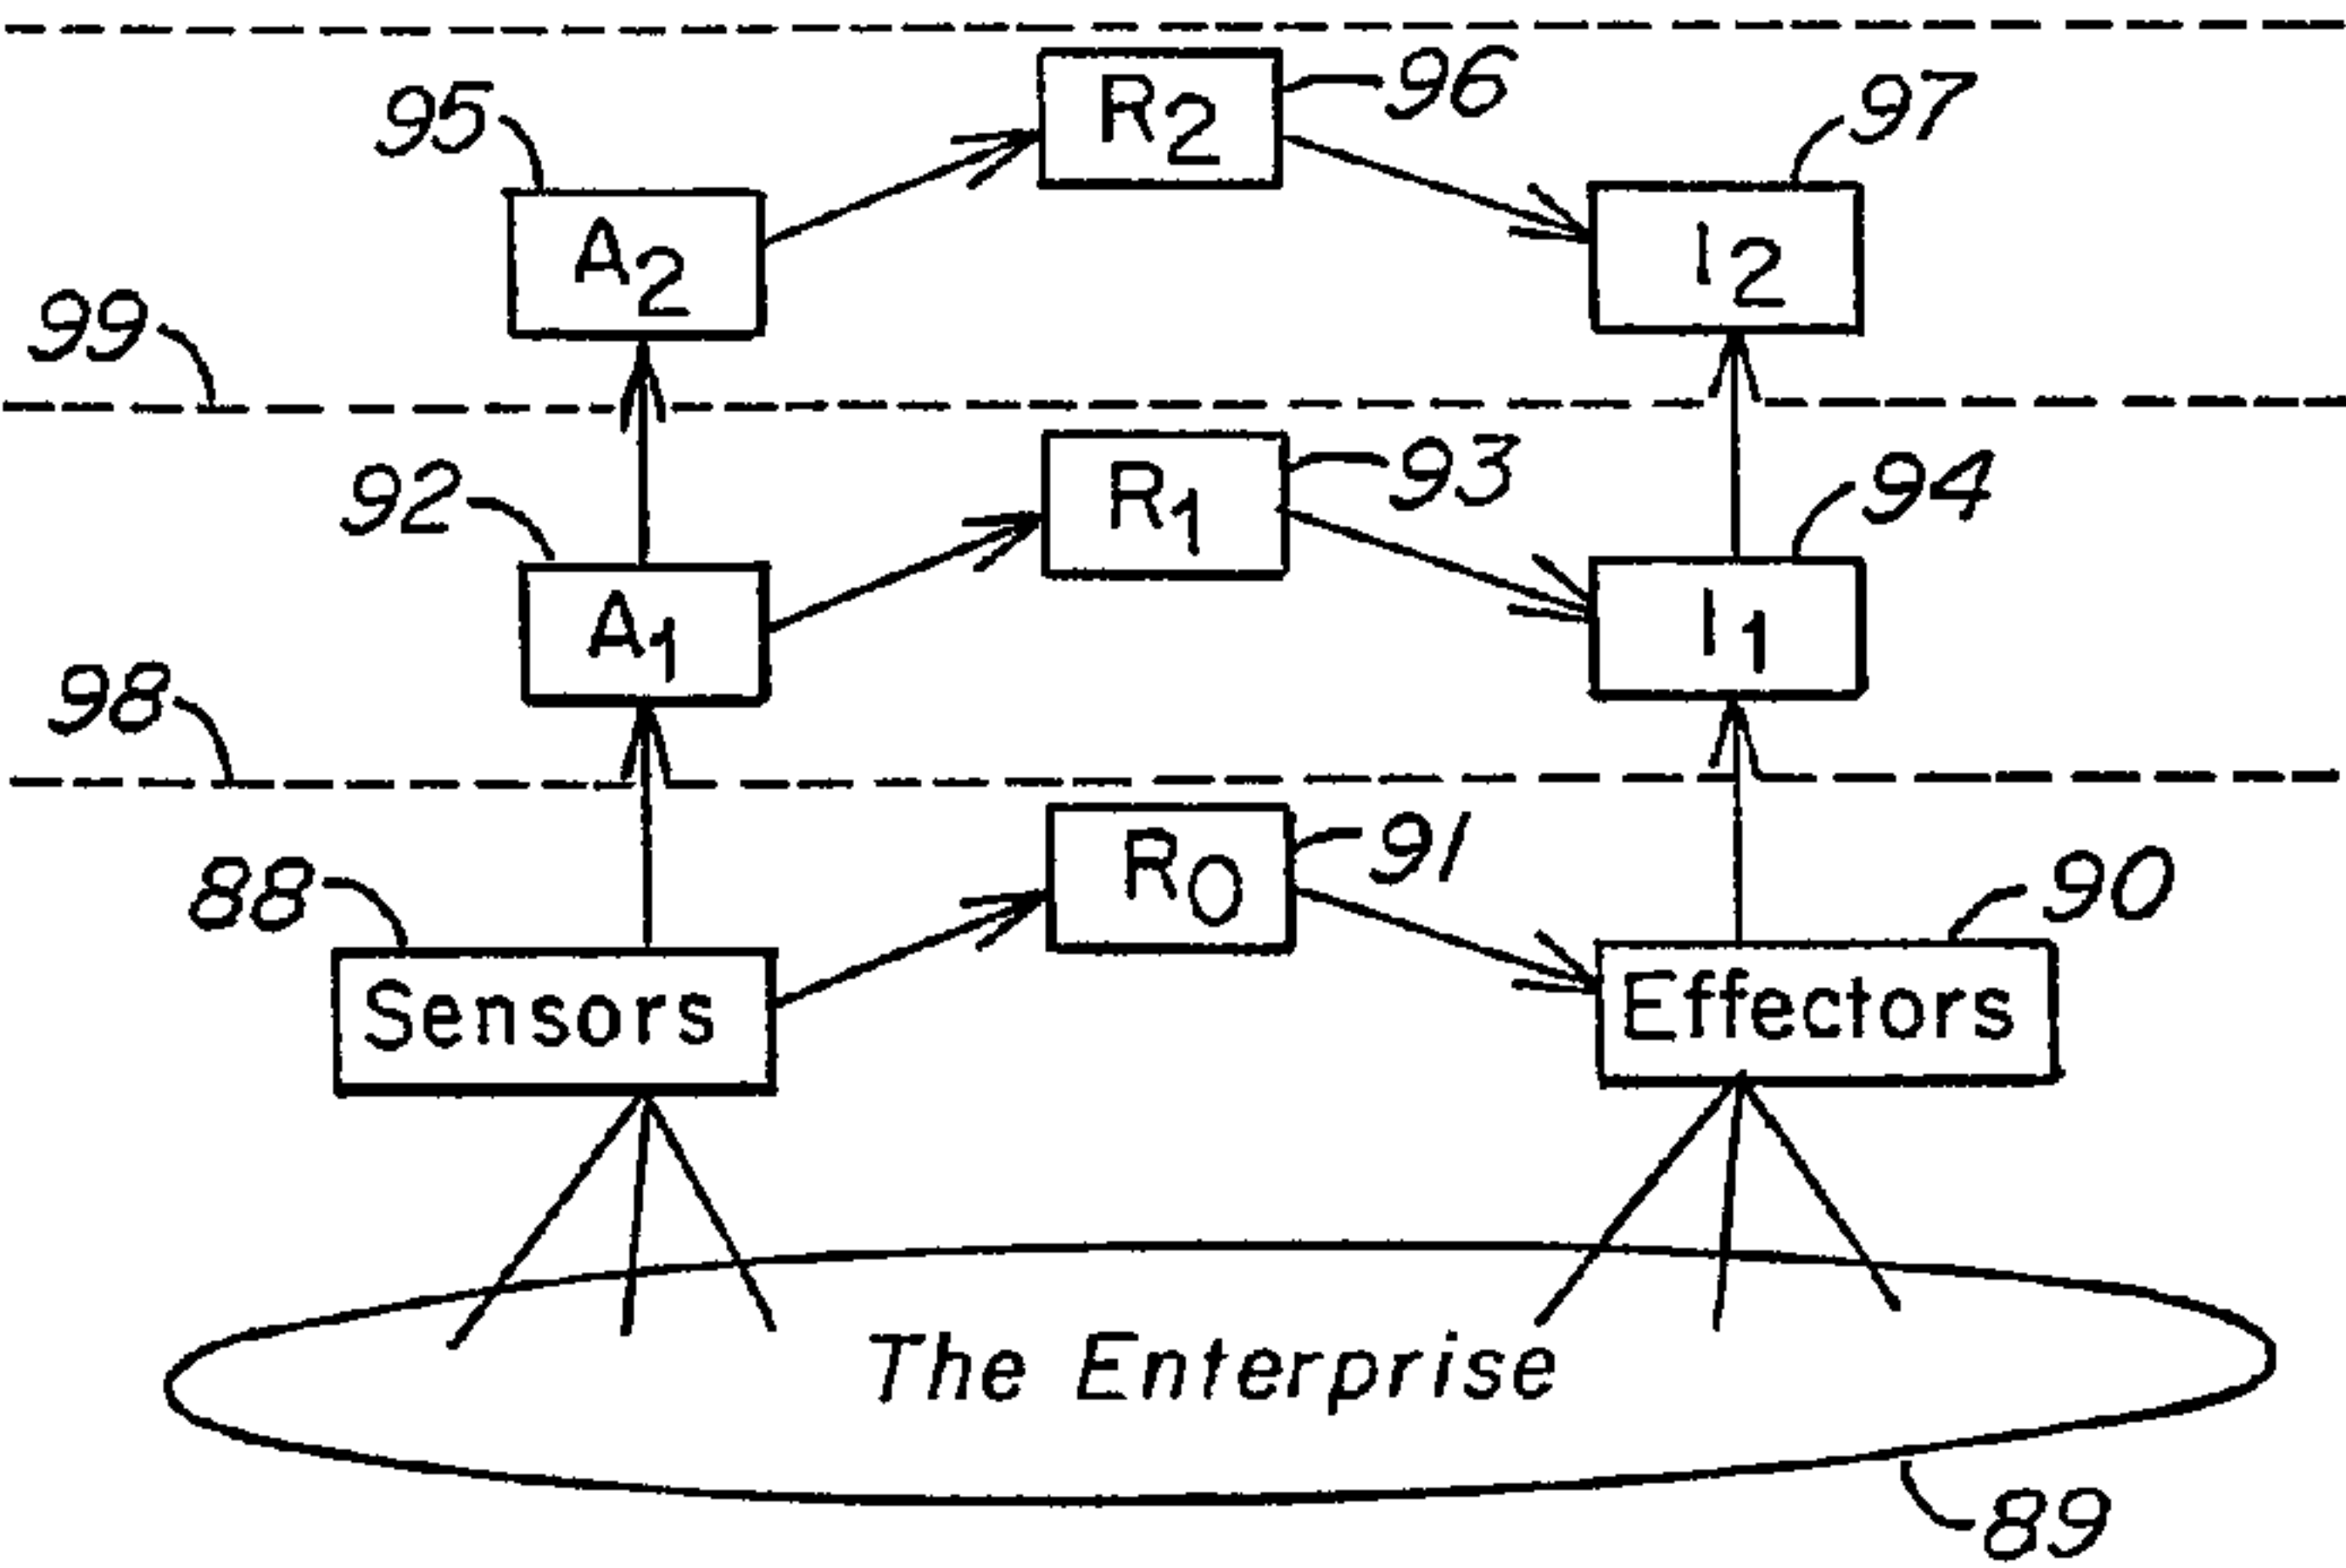 96
R2
97
95
A2
I2
99
93
R1
94
92
A1
I1
98
91
R0
90
88
Sensors
Effectors
The Enterprise
89